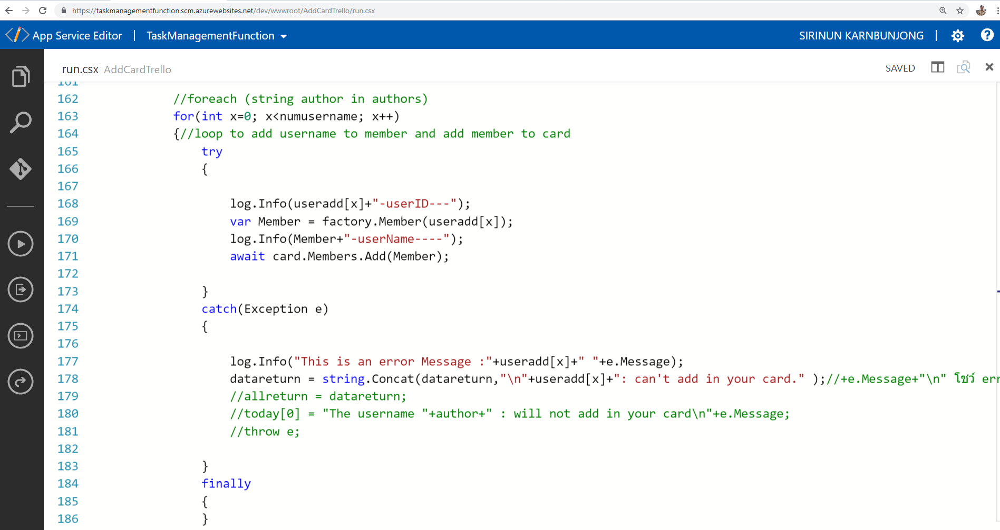 https://taskmanagementfunction.scm.azurewebsites.net/dev/wwwroot/AddCardTrello/run.csx
App Service Editor | TaskManagementFunction SIRINUN KARNBUNJONG |
run.csx AddCardTrello SAVED
161
162 //foreach (string author in authors)
163 for(int x=0; x<numusername; x++)
164 {//loop to add username to member and add member to card
165 try
166 {
167
168 log.Info(useradd[x]+"-userID---");
169 var Member = factory.Member(useradd[x]);
170 log.Info(Member+"-userName----");
171 await card.Members.Add(Member);
172
173 }
174 catch(Exception e)
175 {
176
177 log.Info("This is an error Message :"+useradd[x]+" "+e.Message);
178 datareturn = string.Concat(datareturn,"\n"+useradd[x]+": can't add in your card." );//+e.Message+"\n" โชว์ err
179 //allreturn = datareturn;
180 //today[0] = "The username "+author+" : will not add in your card\n"+e.Message;
181 //throw e;
182
183 }
184 finally
185 {
186 }